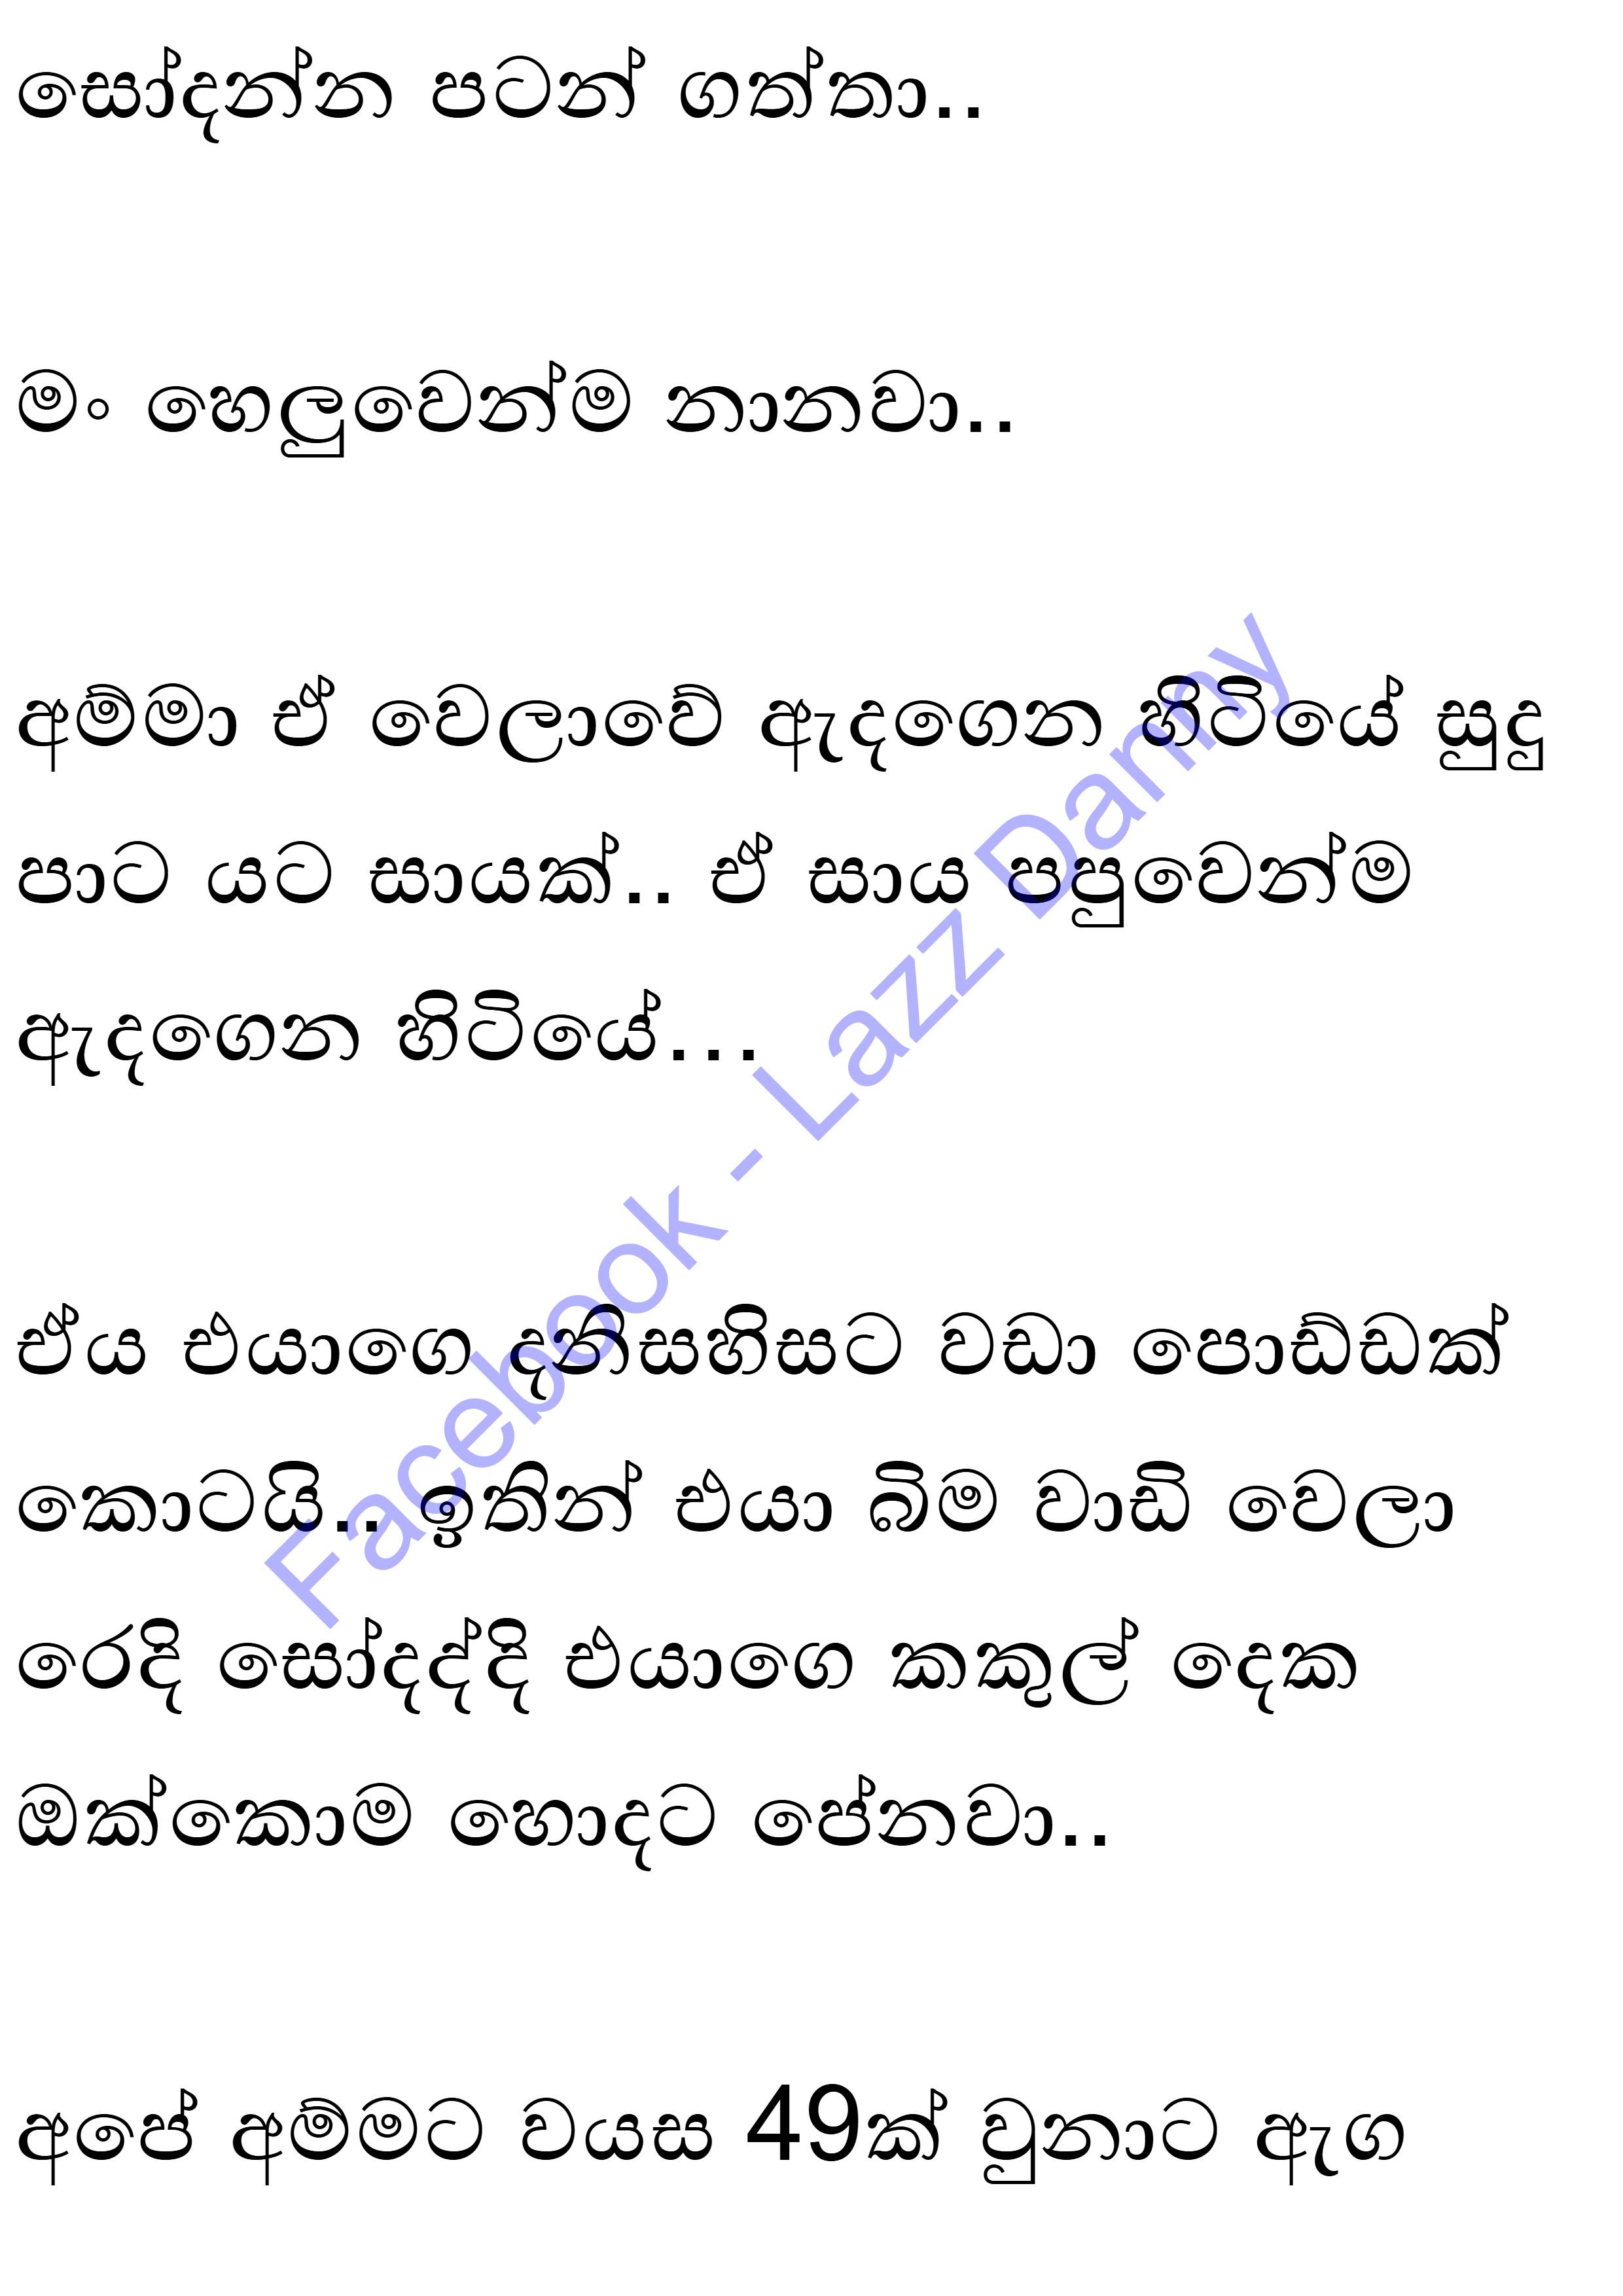 සෝදන්න පටන් ගත්තා..
මං හෙලුවෙන්ම නානවා..
අම්මා ඒ වෙලාවේ ඇදගෙන හිටියේ සුදු
පාට යට සායක්.. ඒ සාය පපුවෙන්ම
ඇදගෙන හිටියේ...
ඒය එයාගෙ දනිසහිසට වඩා පොඩ්ඩක්
කොටයි.. ඉතින් එයා බිම වාඩි වෙලා
රෙදි සෝදද්දි එයාගෙ කකුල් දෙක
ඔක්කොම හොදට පේනවා..
අපේ අම්මට වයස 49ක් වුනාට ඇග
Facebook - Lazz Danny